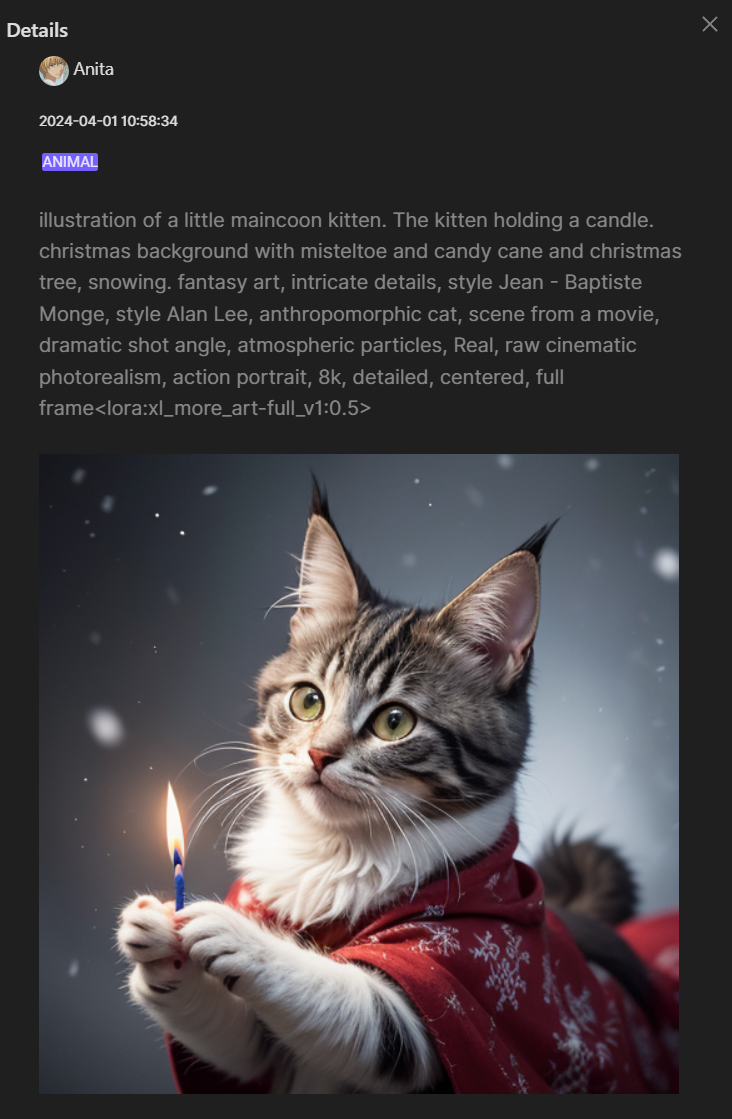 Details
Anita
2024-04-01 10:58:34
ANIMAL
illustration of a little maincoon kitten. The kitten holding a candle.
christmas background with misteltoe and candy cane and christmas
tree, snowing. fantasy art, intricate details, style Jean - Baptiste
Monge, style Alan Lee, anthropomorphic cat, scene from a movie,
dramatic shot angle, atmospheric particles, Real, raw cinematic
photorealism, action portrait, 8k, detailed, centered, full
frame<lora:xl_more_art-full_v1:0.5>